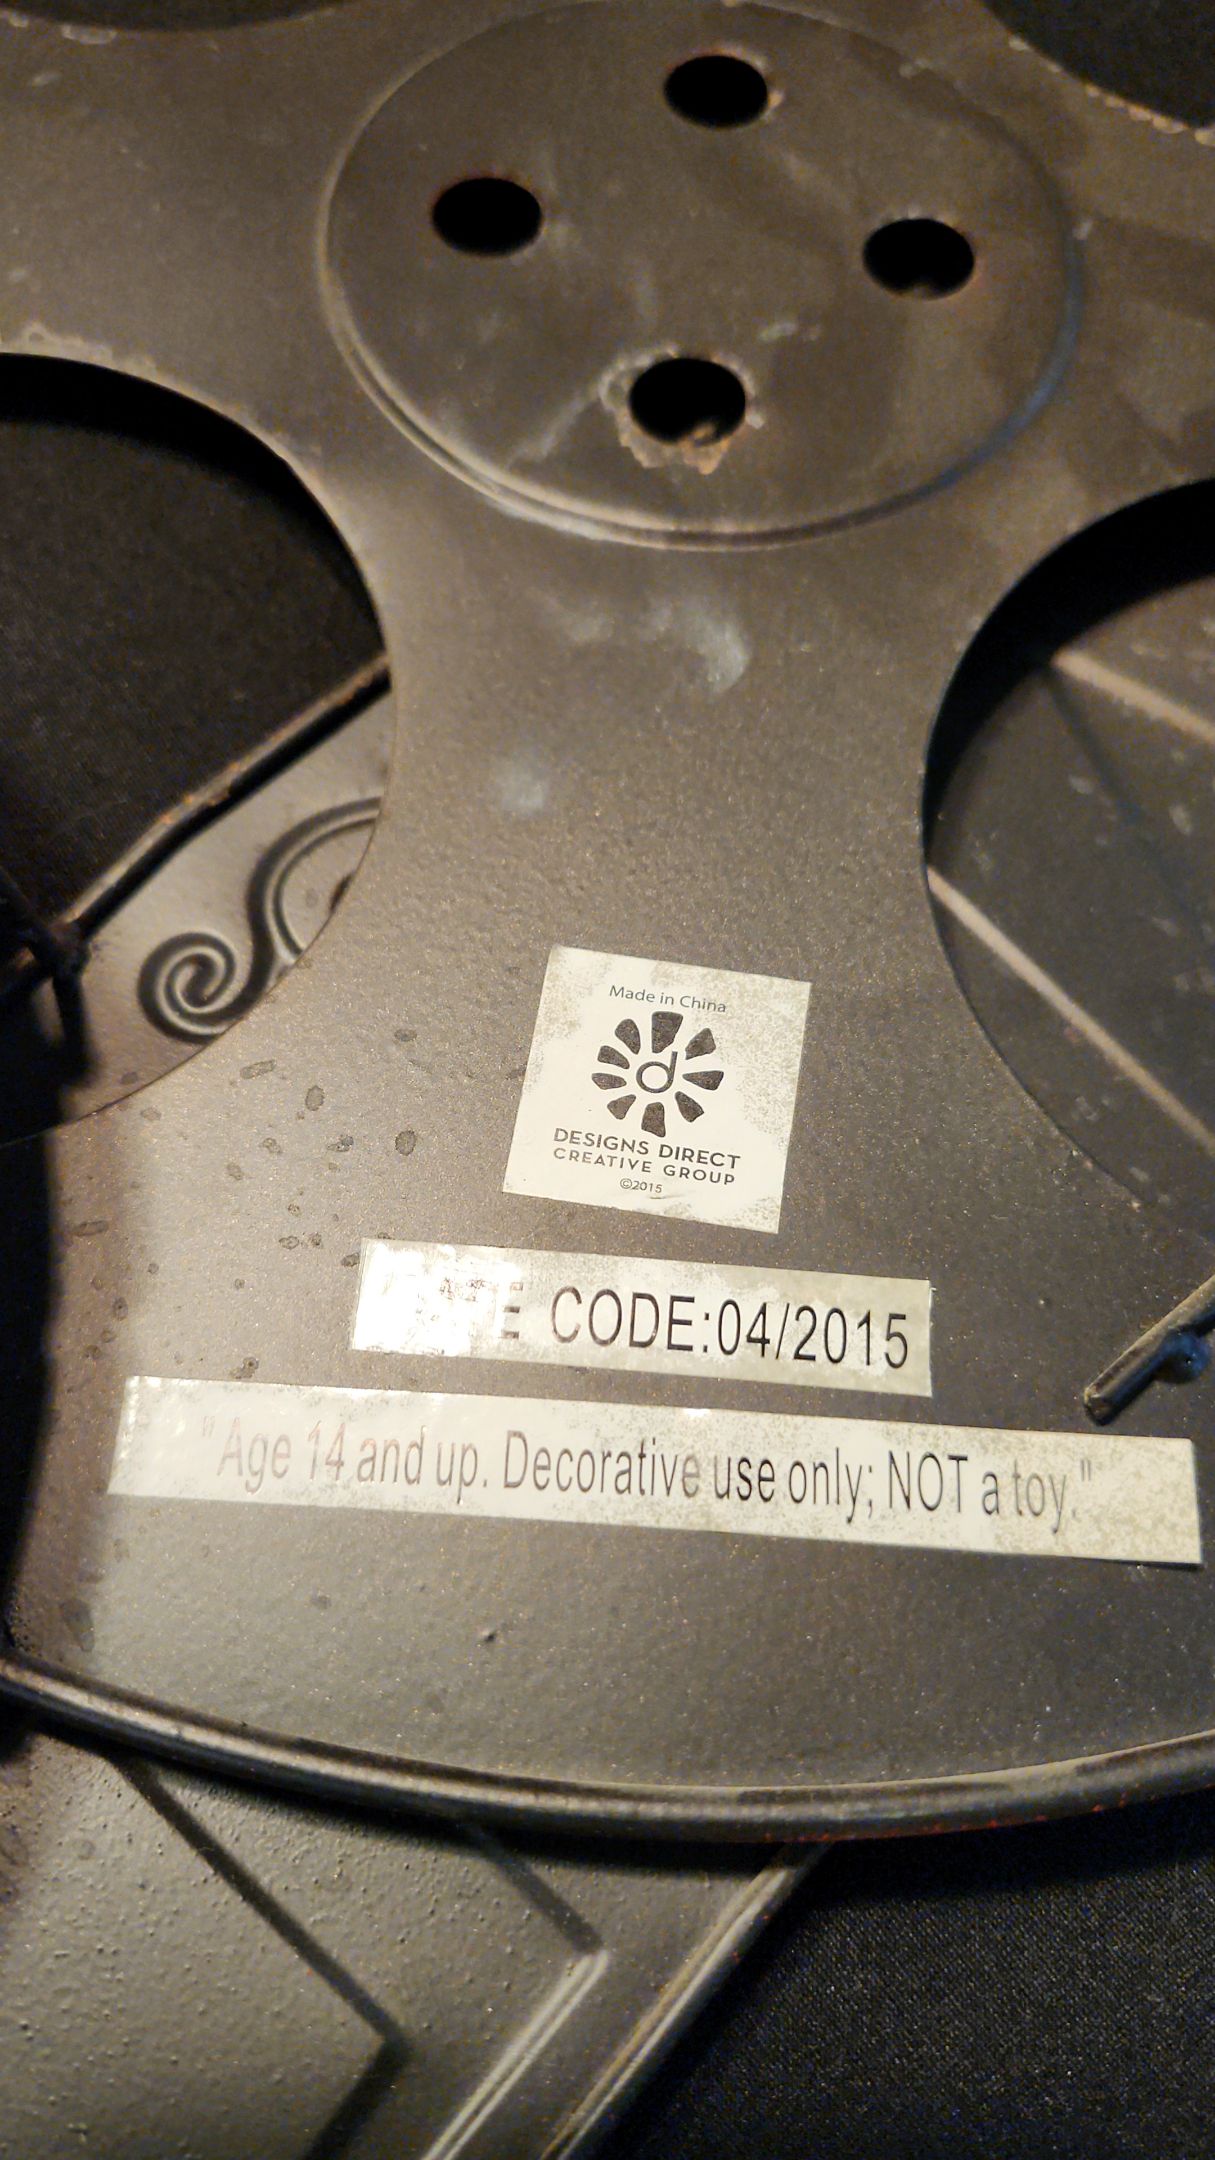 Made in China
d
DESIGNS DIRECT
CREATIVE GROUP
©2015
CODE:04/2015
"Age 14 and up. Decorative use only; NOT a toy."